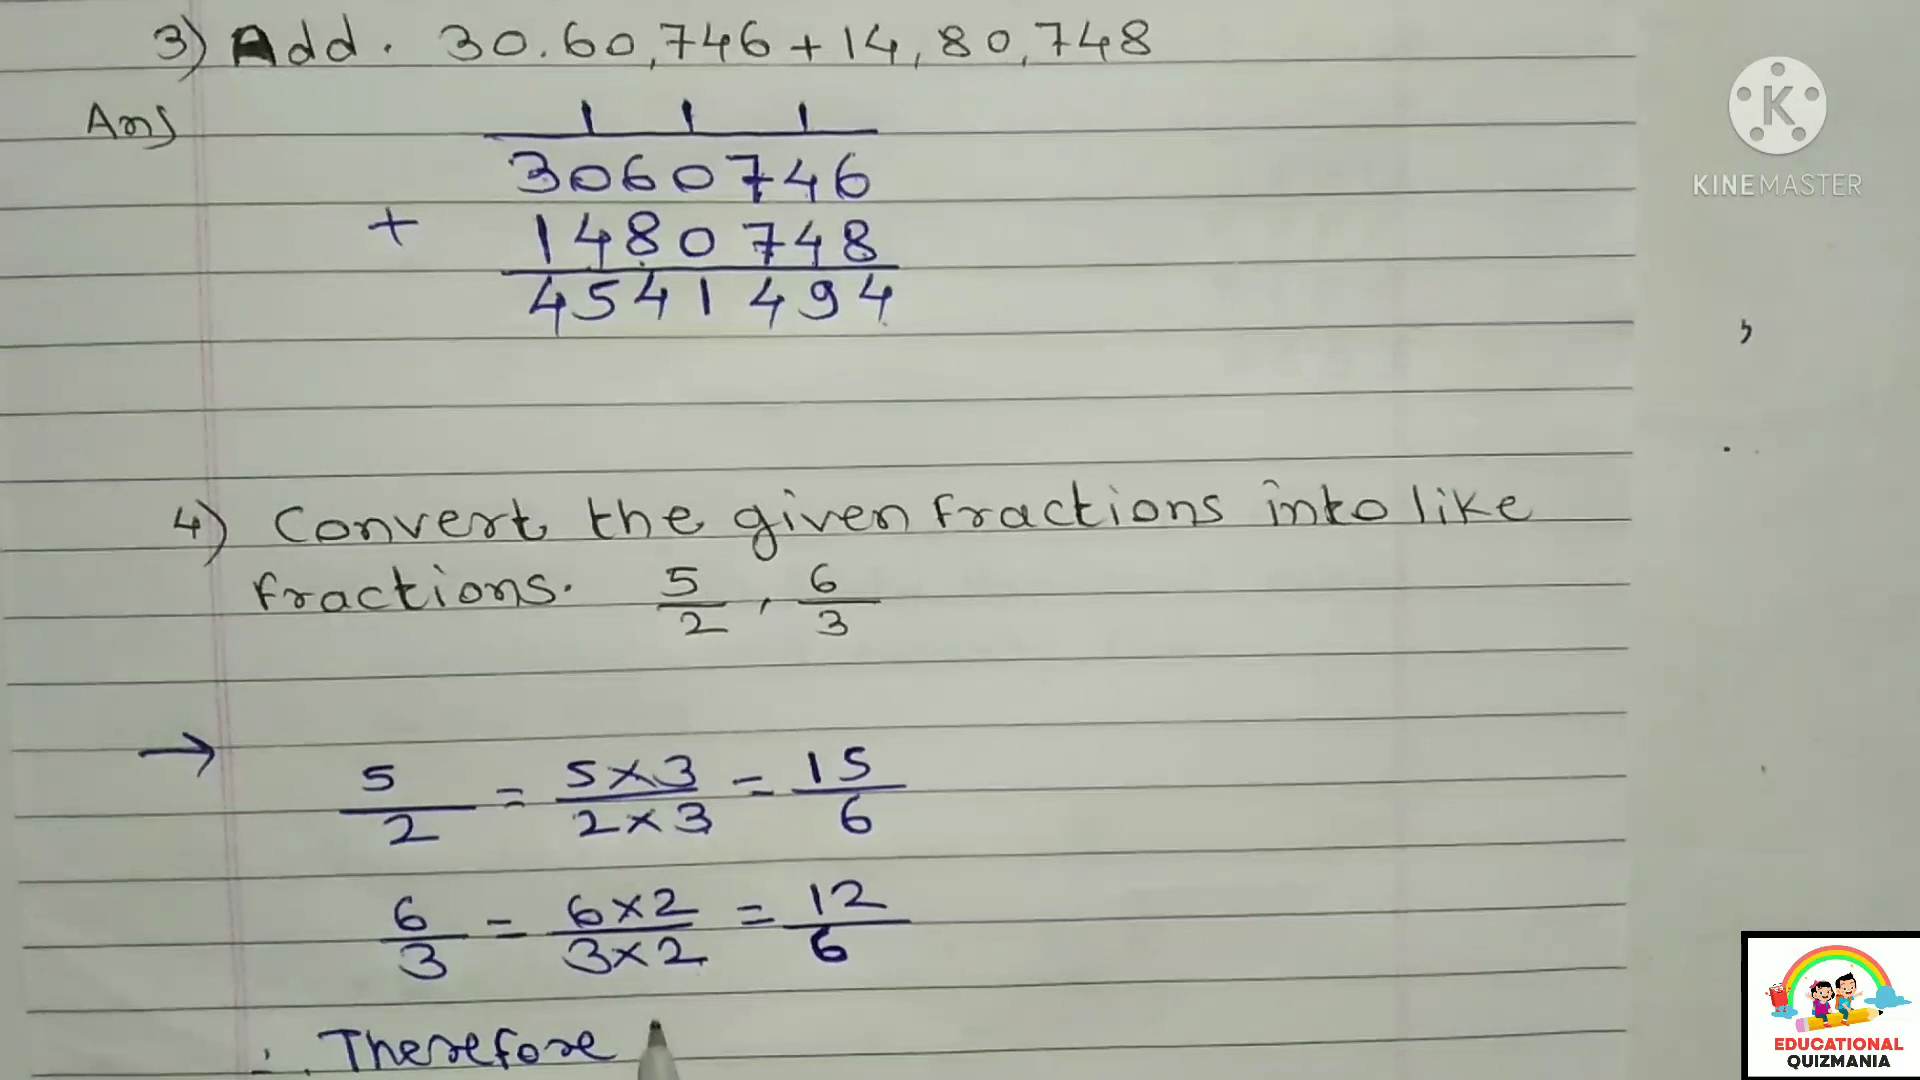 3) Add. 30.60,746 + 14,80,748
Ans
1 1 1
3060746
+ 1480748
4541494
4) Convert the given fractions into like
fractions. 5/2, 6/3
→ 5/2 = 5×3/2×3 = 15/6
6/3 = 6×2/3×2 = 12/6
∴ Therefore
K
KINEMASTER
EDUCATIONAL
QUIZMANIA